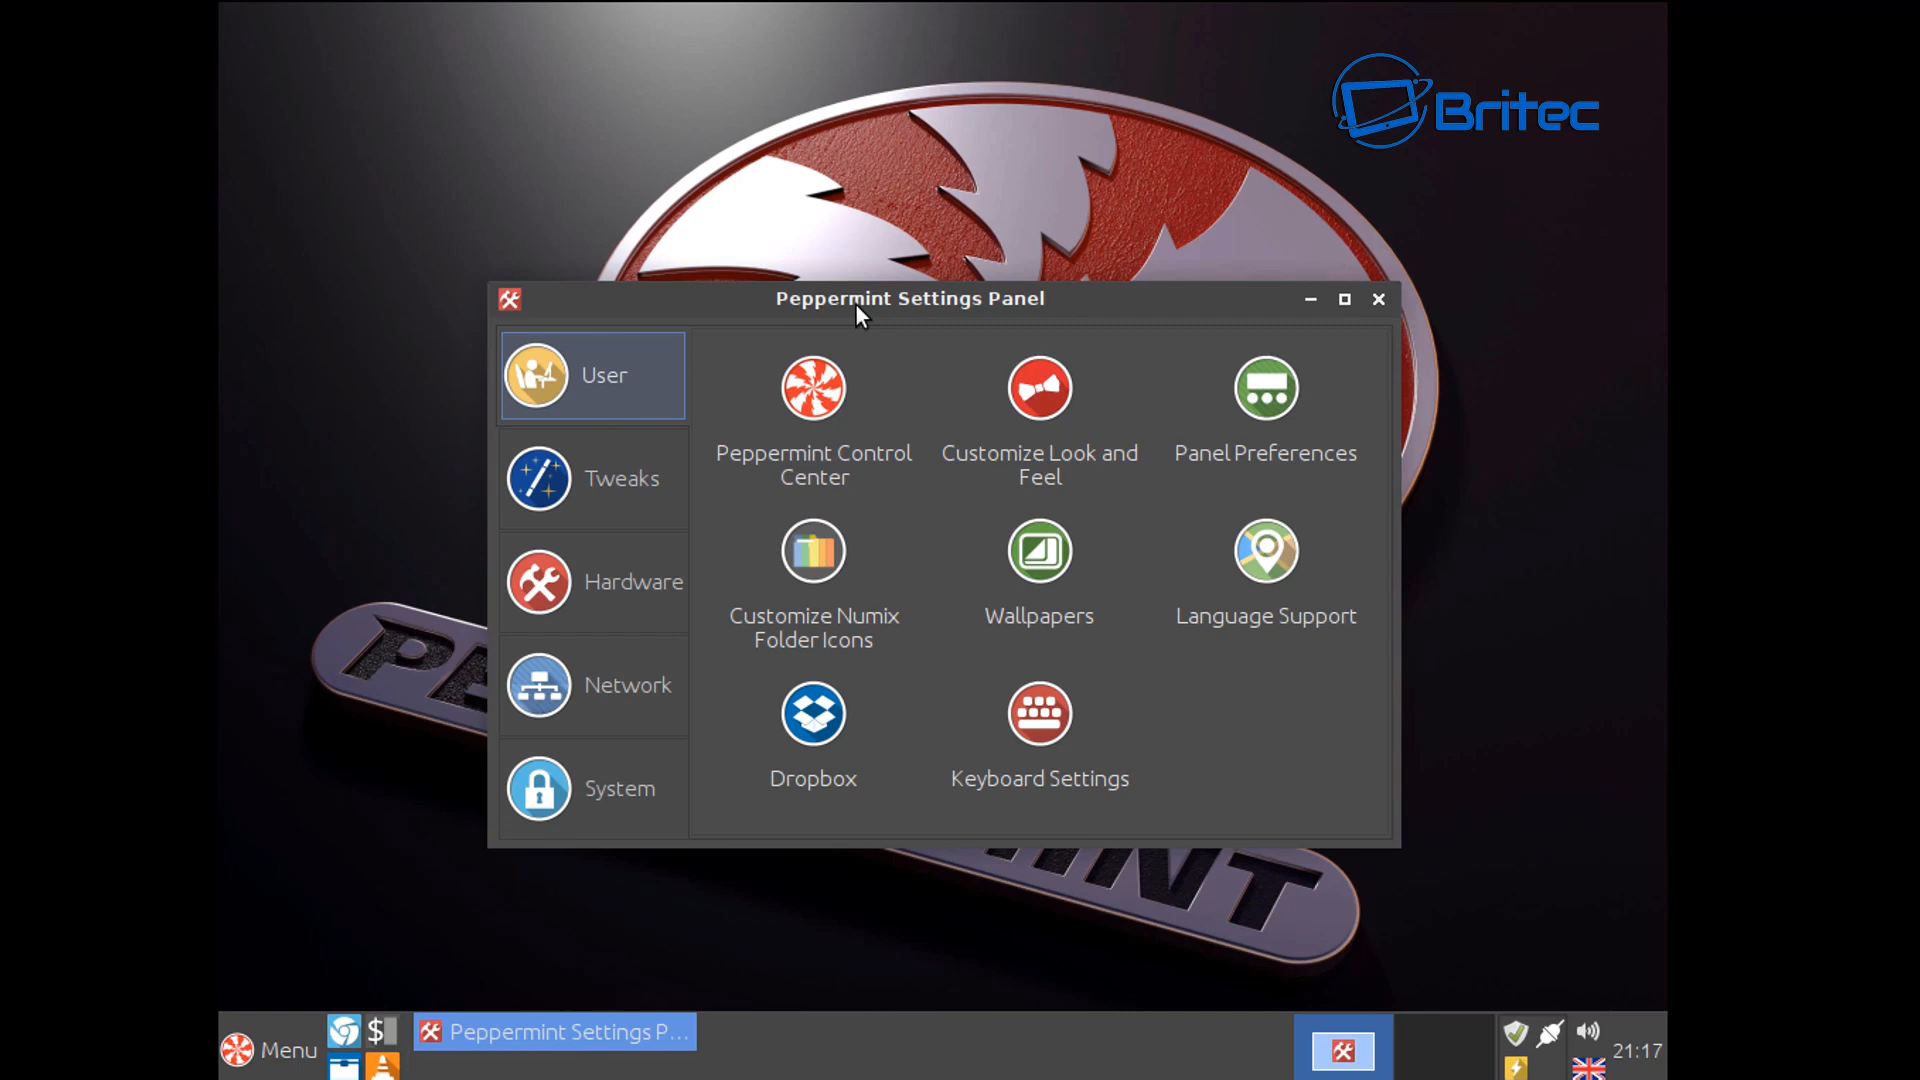 Britec
Peppermint Settings Panel
User
Tweaks
Hardware
Network
System
Peppermint Control
Center
Customize Look and
Feel
Panel Preferences
Customize Numix
Folder Icons
Wallpapers
Language Support
Dropbox
Keyboard Settings
Menu
$
Peppermint Settings P...
21:17